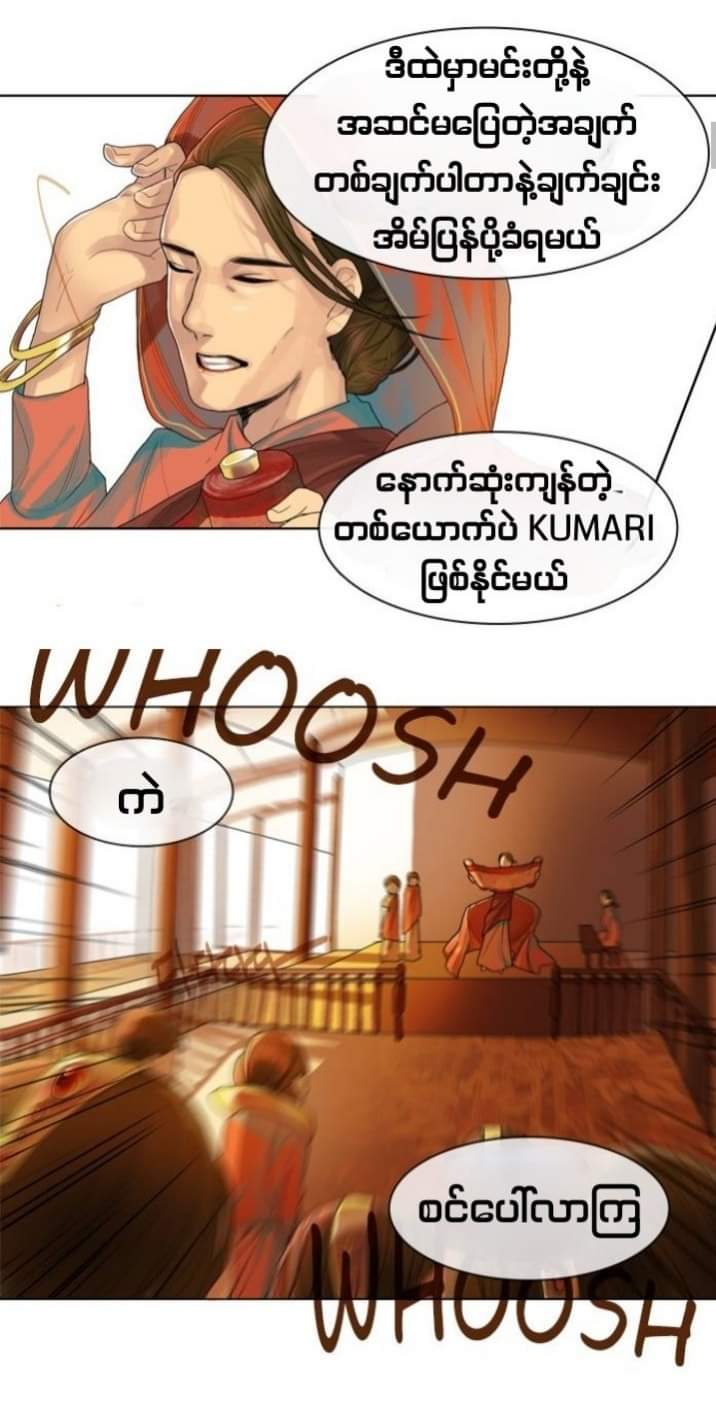 ဒီထဲမှာမင်းတို့နဲ့
အဆင်မပြေတဲ့အချက်
တစ်ချက်ပါတာနဲ့ချက်ချင်း
အိမ်ပြန်ပို့ခံရမယ်
နောက်ဆုံးကျန်တဲ့
တစ်ယောက်ပဲ KUMARI
ဖြစ်နိုင်မယ်
WHOOSH
ကဲ
စင်ပေါ်လာကြ
WHOOSH